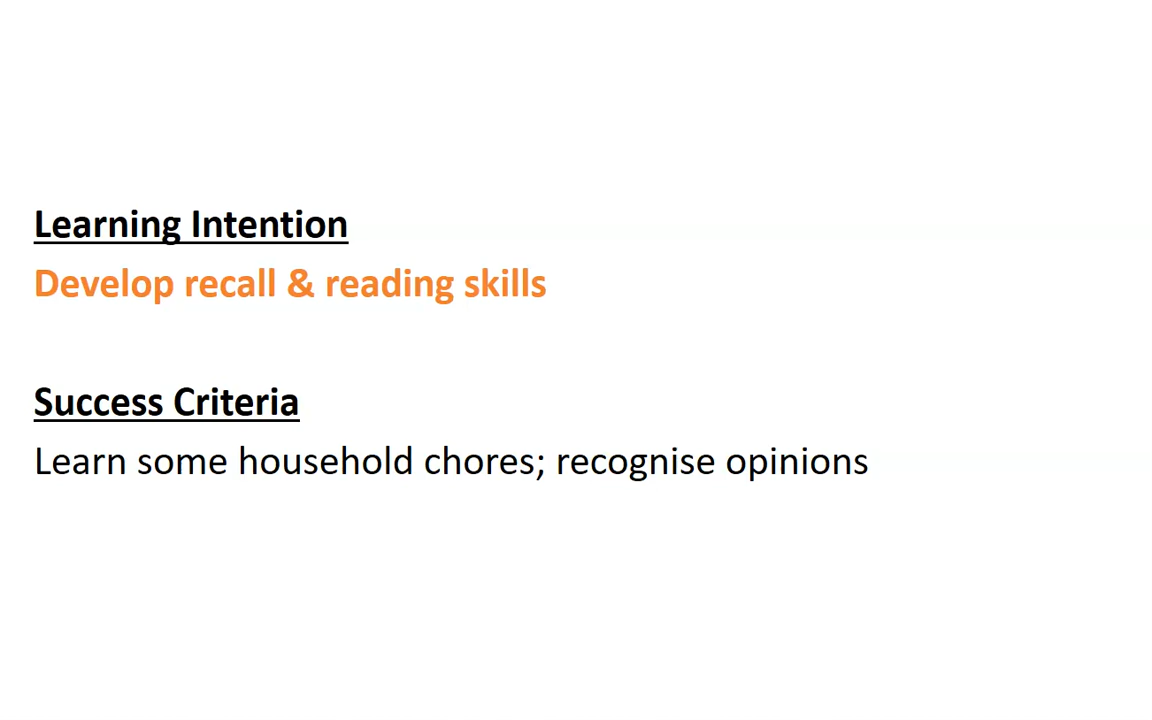 Learning Intention
Develop recall & reading skills
Success Criteria
Learn some household chores; recognise opinions